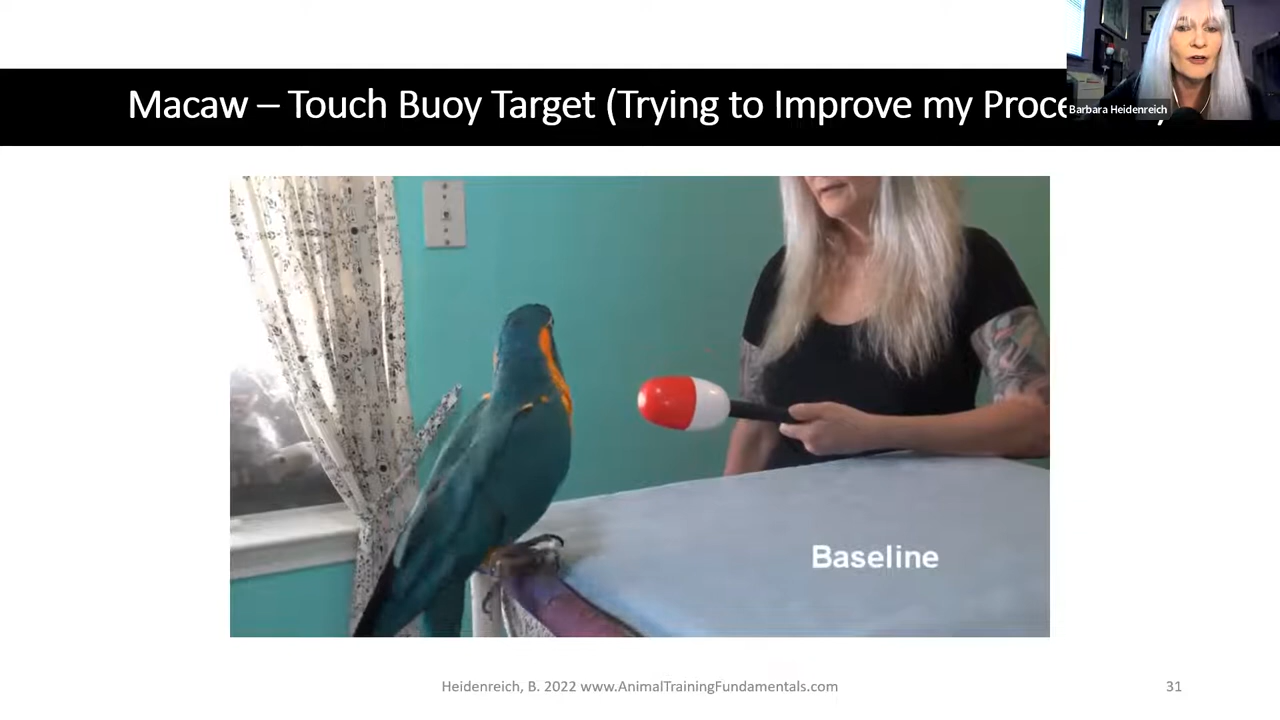 Macaw – Touch Buoy Target (Trying to Improve my Proce
Barbara Heidenreich
Baseline
Heidenreich, B. 2022 www.AnimalTrainingFundamentals.com
31